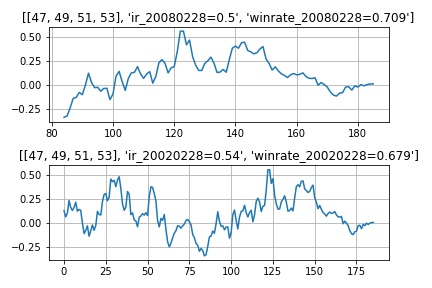 [[47, 49, 51, 53], 'ir_20080228=0.5', 'winrate_20080228=0.709']
0.50
0.25
0.00
−0.25
80 100 120 140 160 180
[[47, 49, 51, 53], 'ir_20020228=0.54', 'winrate_20020228=0.679']
0.50
0.25
0.00
−0.25
0 25 50 75 100 125 150 175